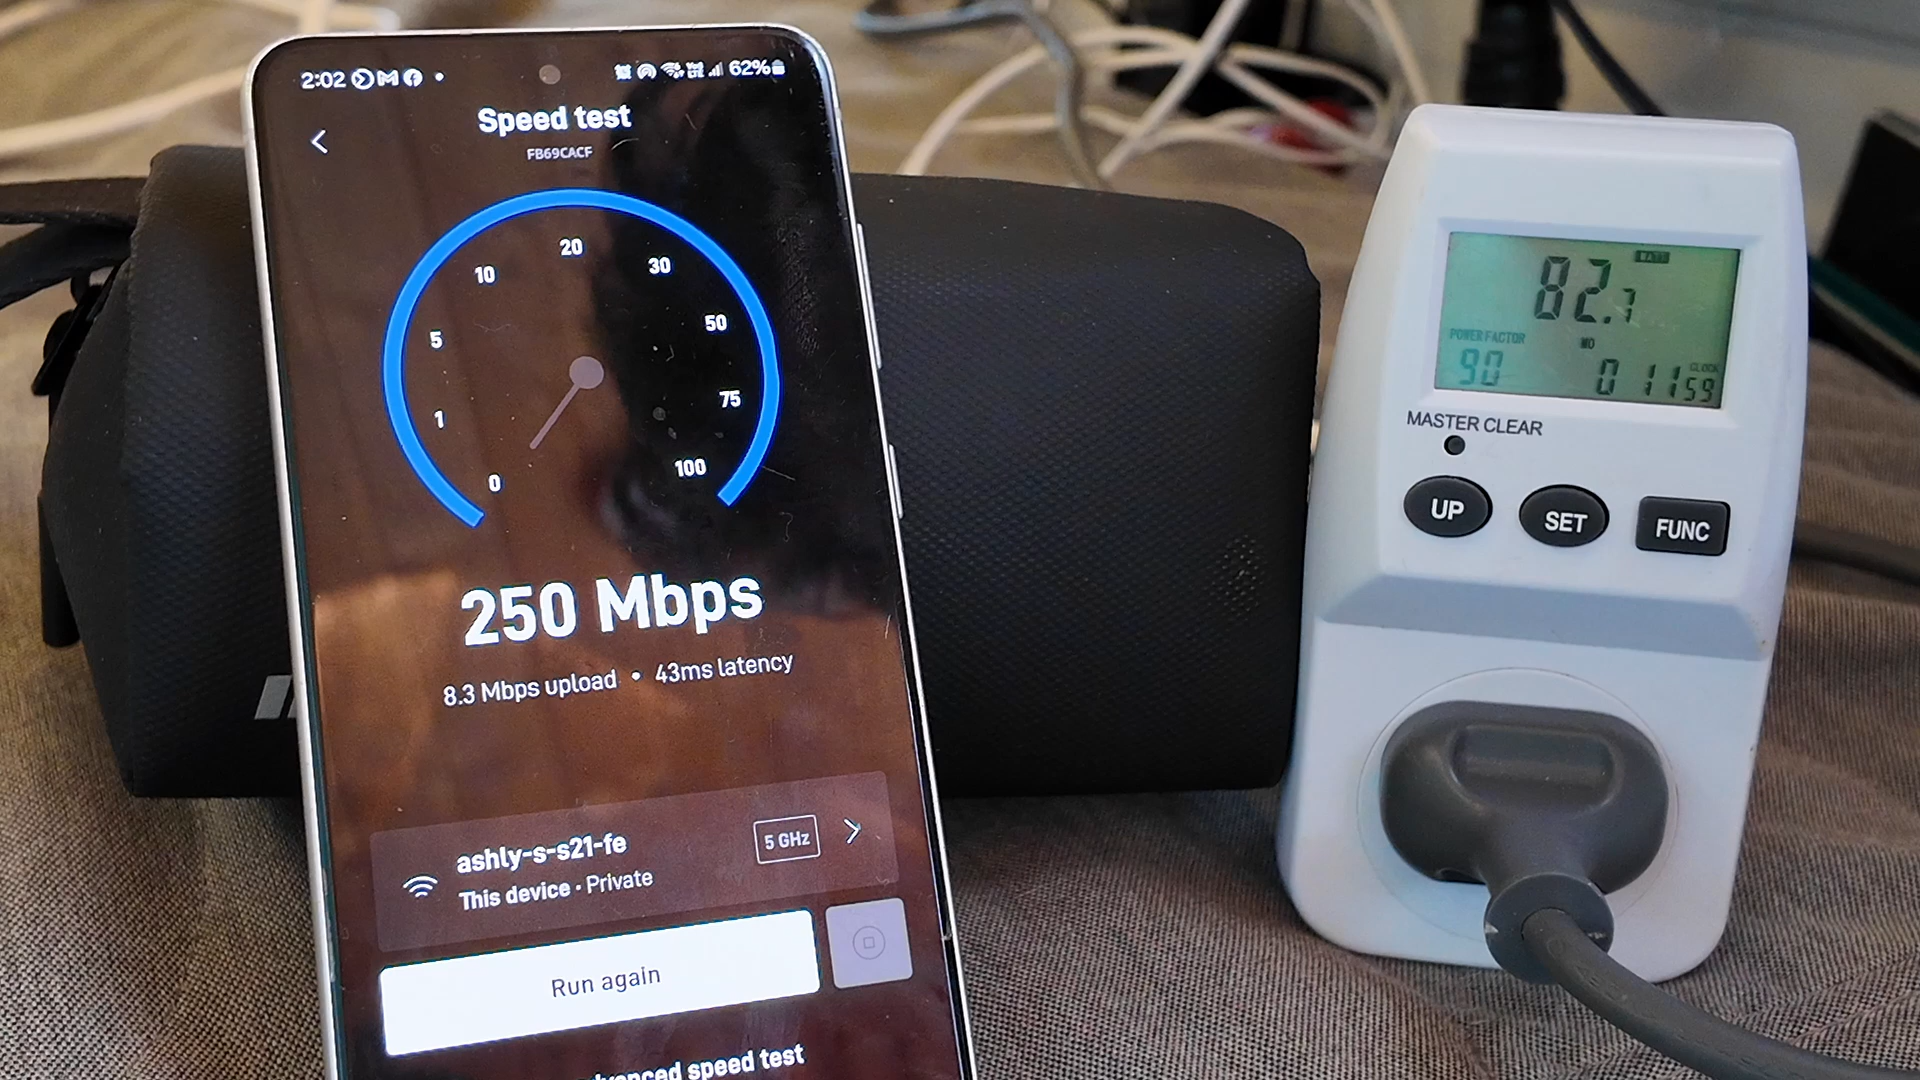 2:02
62%
Speed test
FB69CACF
0
1
5
10
20
30
50
75
100
250 Mbps
8.3 Mbps upload • 43ms latency
ashly-s-s21-fe
This device • Private
5 GHz
Run again
speed test
WATT
82.7
POWER FACTOR
MO
CLOCK
90
0 11 59
MASTER CLEAR
UP
SET
FUNC